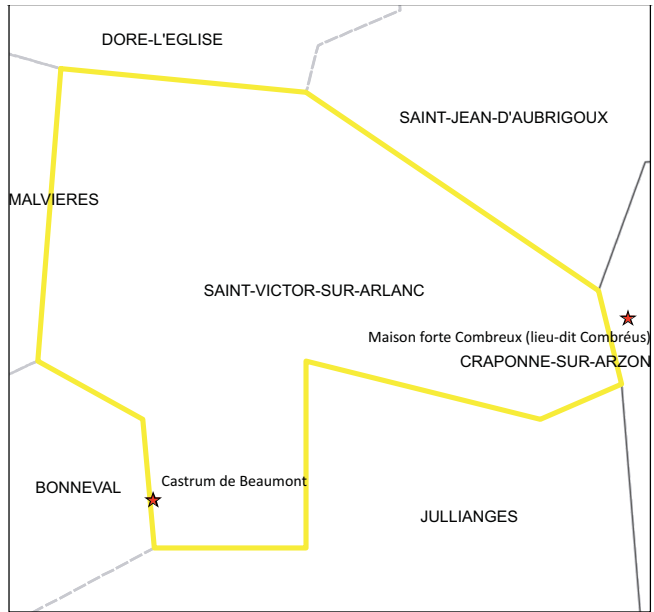 DORE-L'EGLISE
SAINT-JEAN-D'AUBRIGOUX
MALVIERES
SAINT-VICTOR-SUR-ARLANC
Maison forte Combreux (lieu-dit Combréus)
CRAPONNE-SUR-ARZON
Castrum de Beaumont
BONNEVAL
JULLIANGES